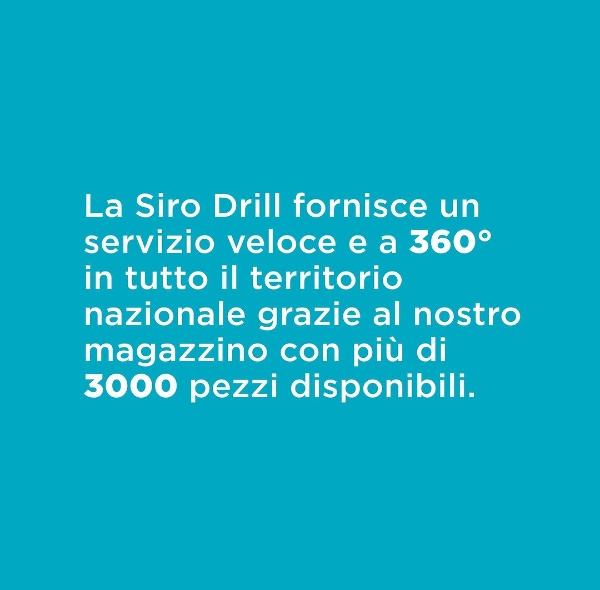 La Siro Drill fornisce un
servizio veloce e a 360°
in tutto il territorio
nazionale grazie al nostro
magazzino con più di
3000 pezzi disponibili.